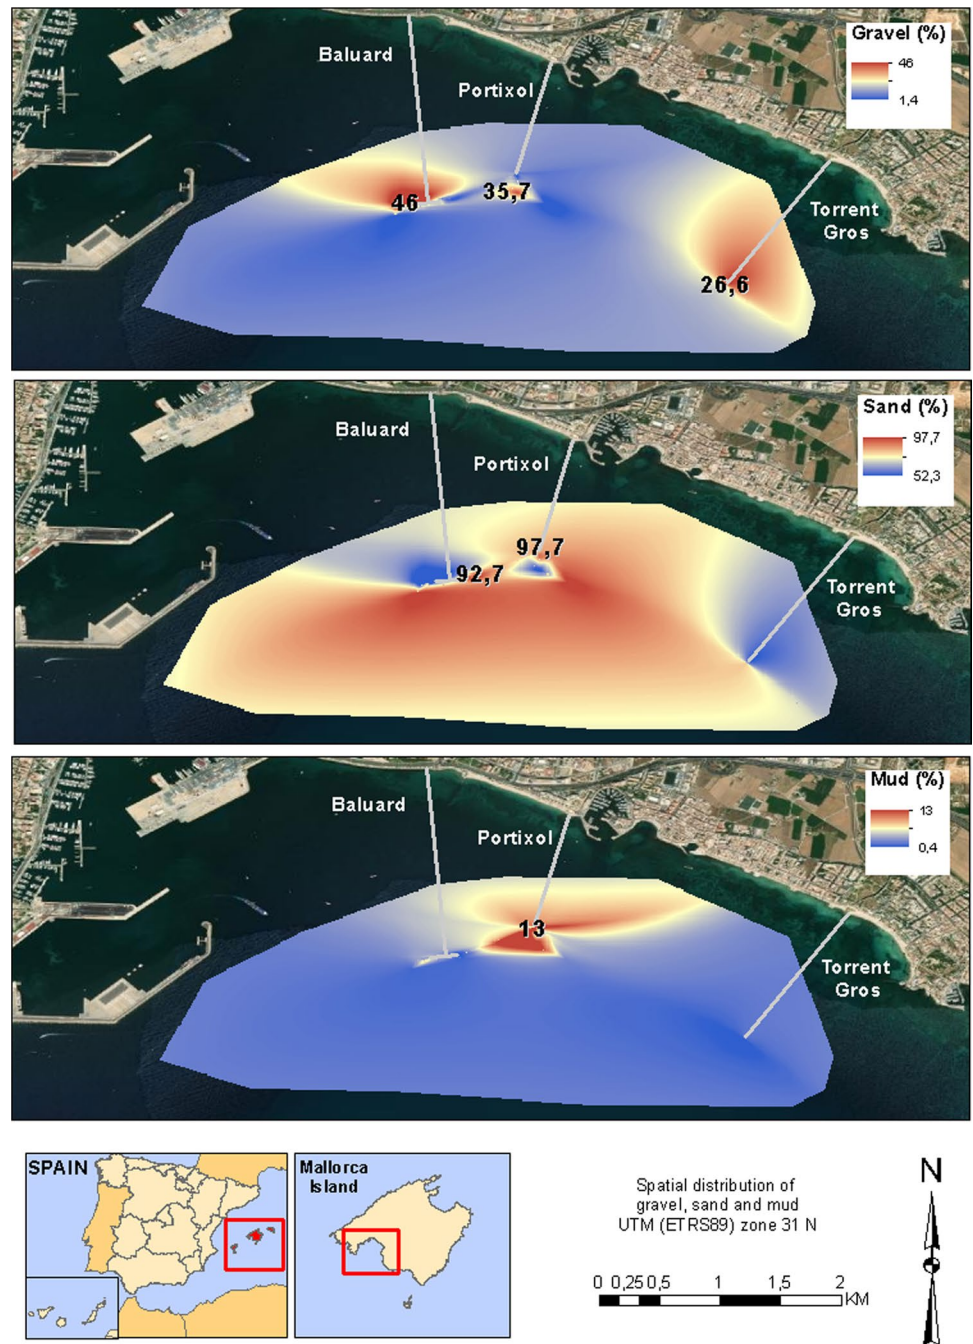 Gravel (%)
46
1,4
Baluard
Portixol
46
35,7
Torrent
Gros
26,6
Sand (%)
97,7
52,3
Baluard
Portixol
97,7
92,7
Torrent
Gros
Mud (%)
13
0,4
Baluard
Portixol
13
Torrent
Gros
SPAIN
Mallorca
Island
Spatial distribution of
gravel, sand and mud
UTM (ETRS89) zone 31 N
N
0 0,25 0,5 1 1,5 2
KM